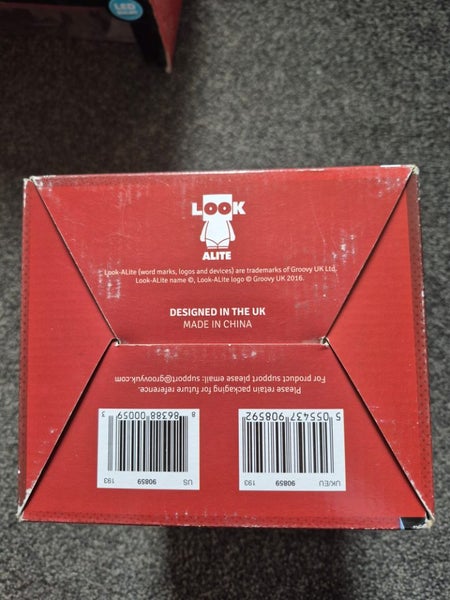 LED
LOOK
ALITE
Look-ALite (word marks, logos and devices) are trademarks of Groovy UK Ltd.
Look-ALite name ©, Look-ALite logo © Groovy UK 2016.
DESIGNED IN THE UK
MADE IN CHINA
UK/EU 90859 193
5 055437 908592
US 90859 193
8 86388 00059 3
Please retain packaging for future reference.
For product support please email: support@groovyuk.com